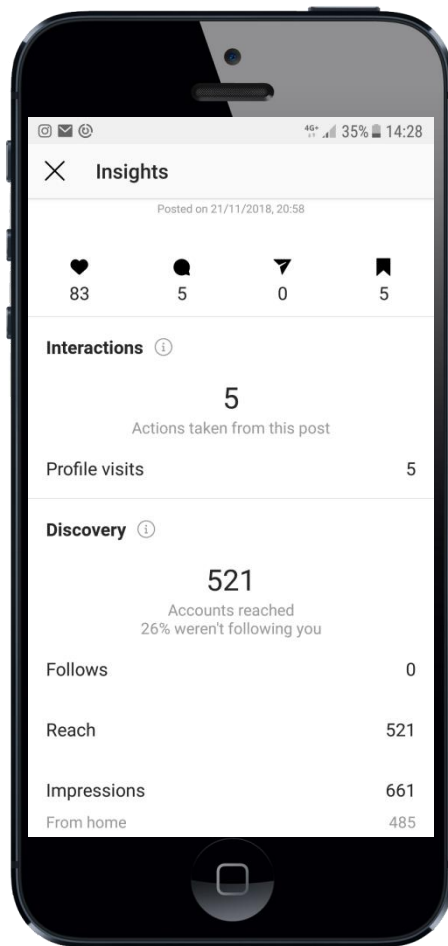 4G+ 35% 14:28
Insights
Posted on 21/11/2018, 20:58
83 5 0 5
Interactions
5
Actions taken from this post
Profile visits 5
Discovery
521
Accounts reached
26% weren't following you
Follows 0
Reach 521
Impressions 661
From home 485